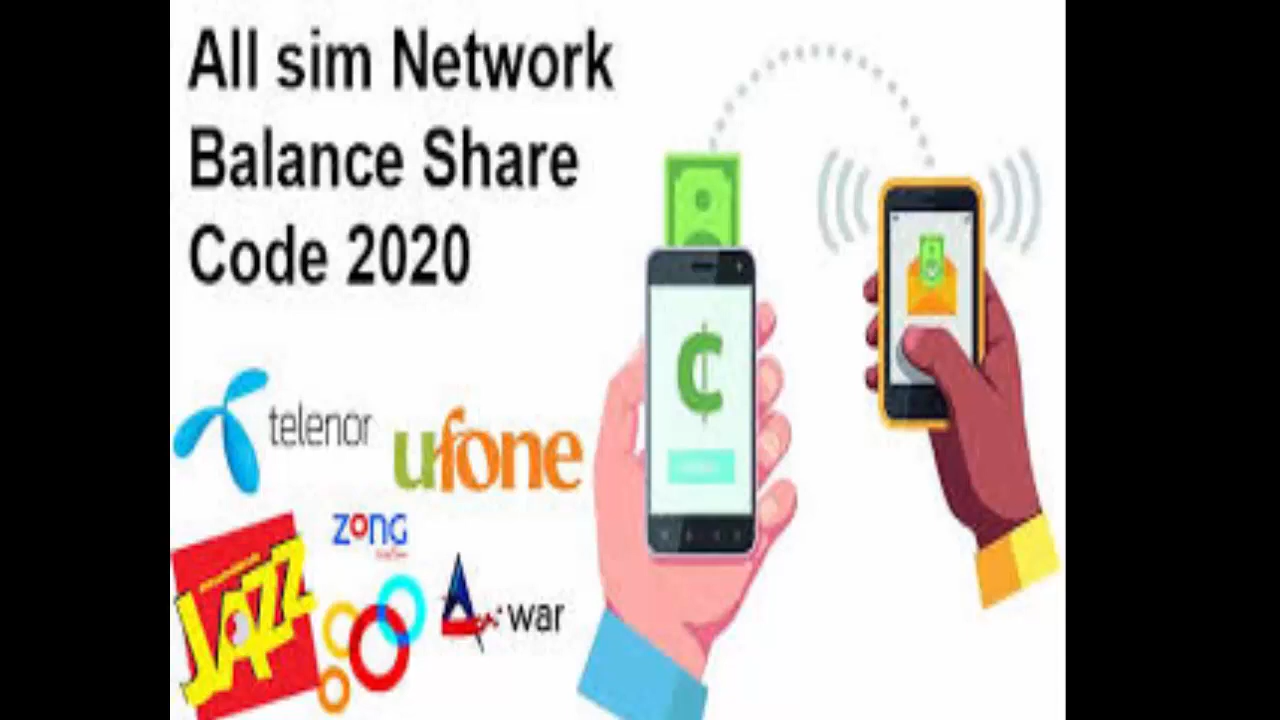 All sim Network
Balance Share
Code 2020
telenor
ufone
zong
JAZZ
war